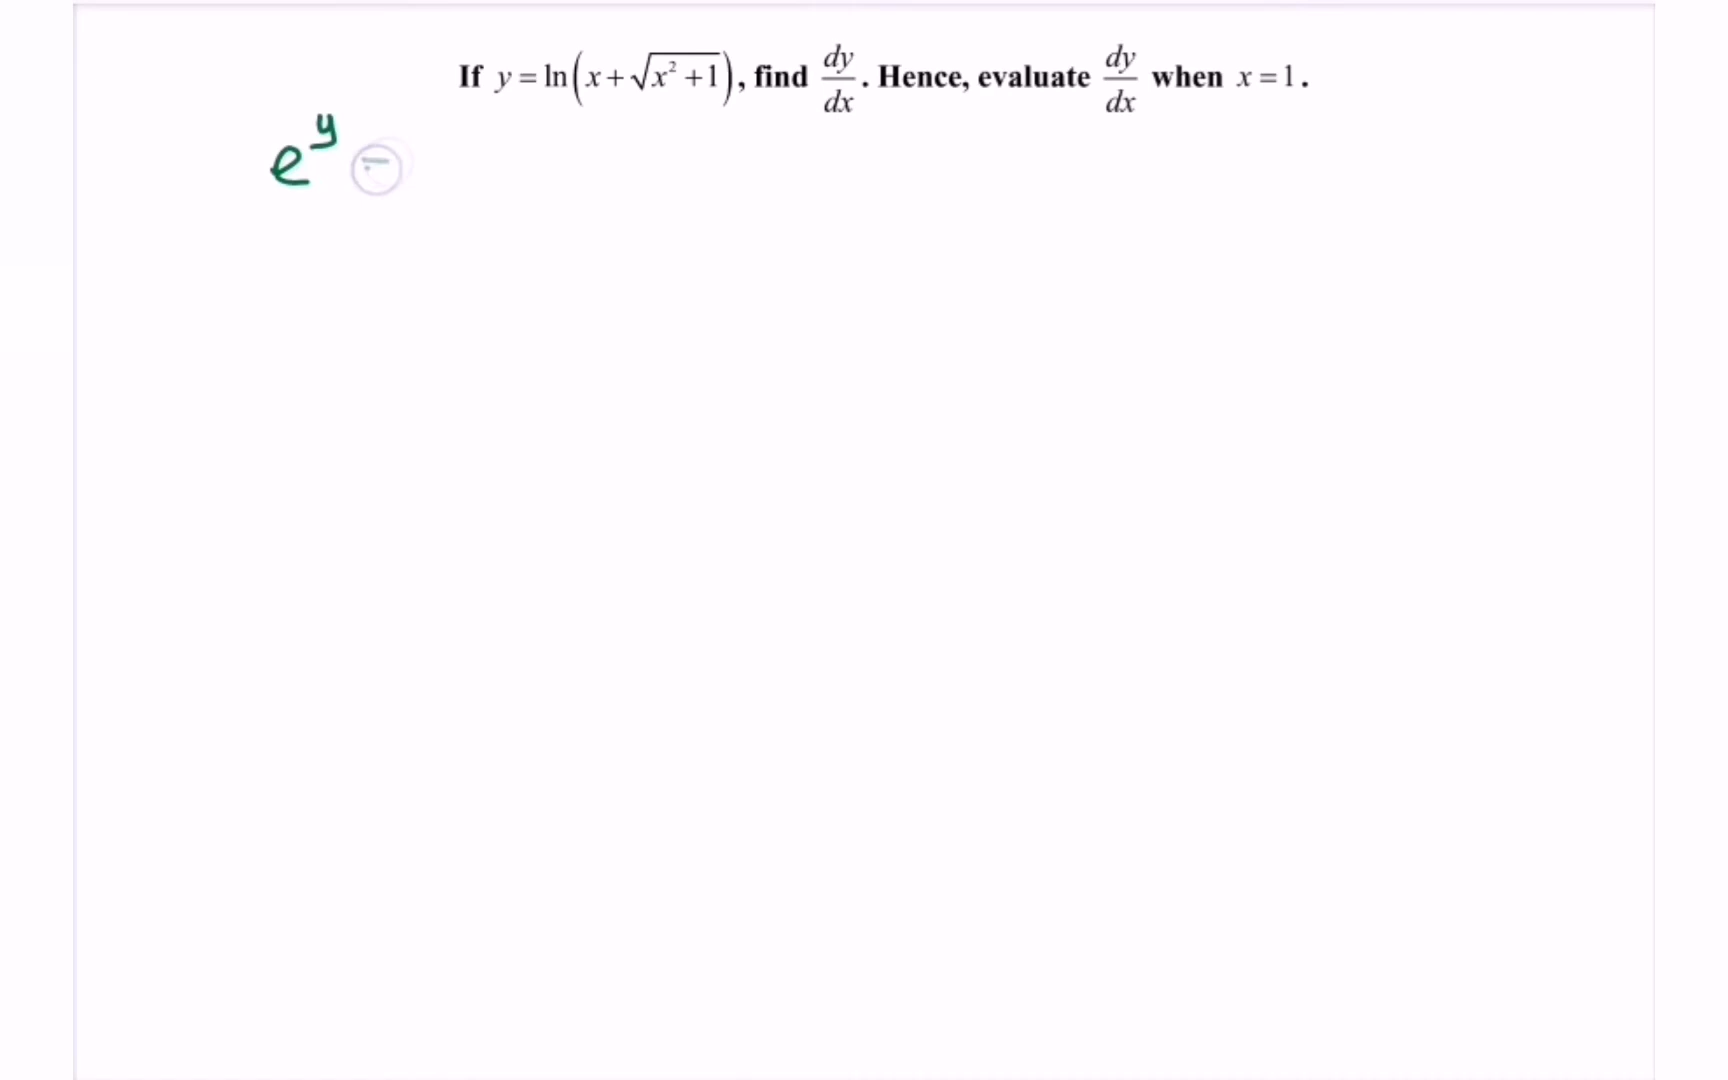 If y = ln(x + √(x² + 1)), find dy/dx. Hence, evaluate dy/dx when x = 1.
e^y =